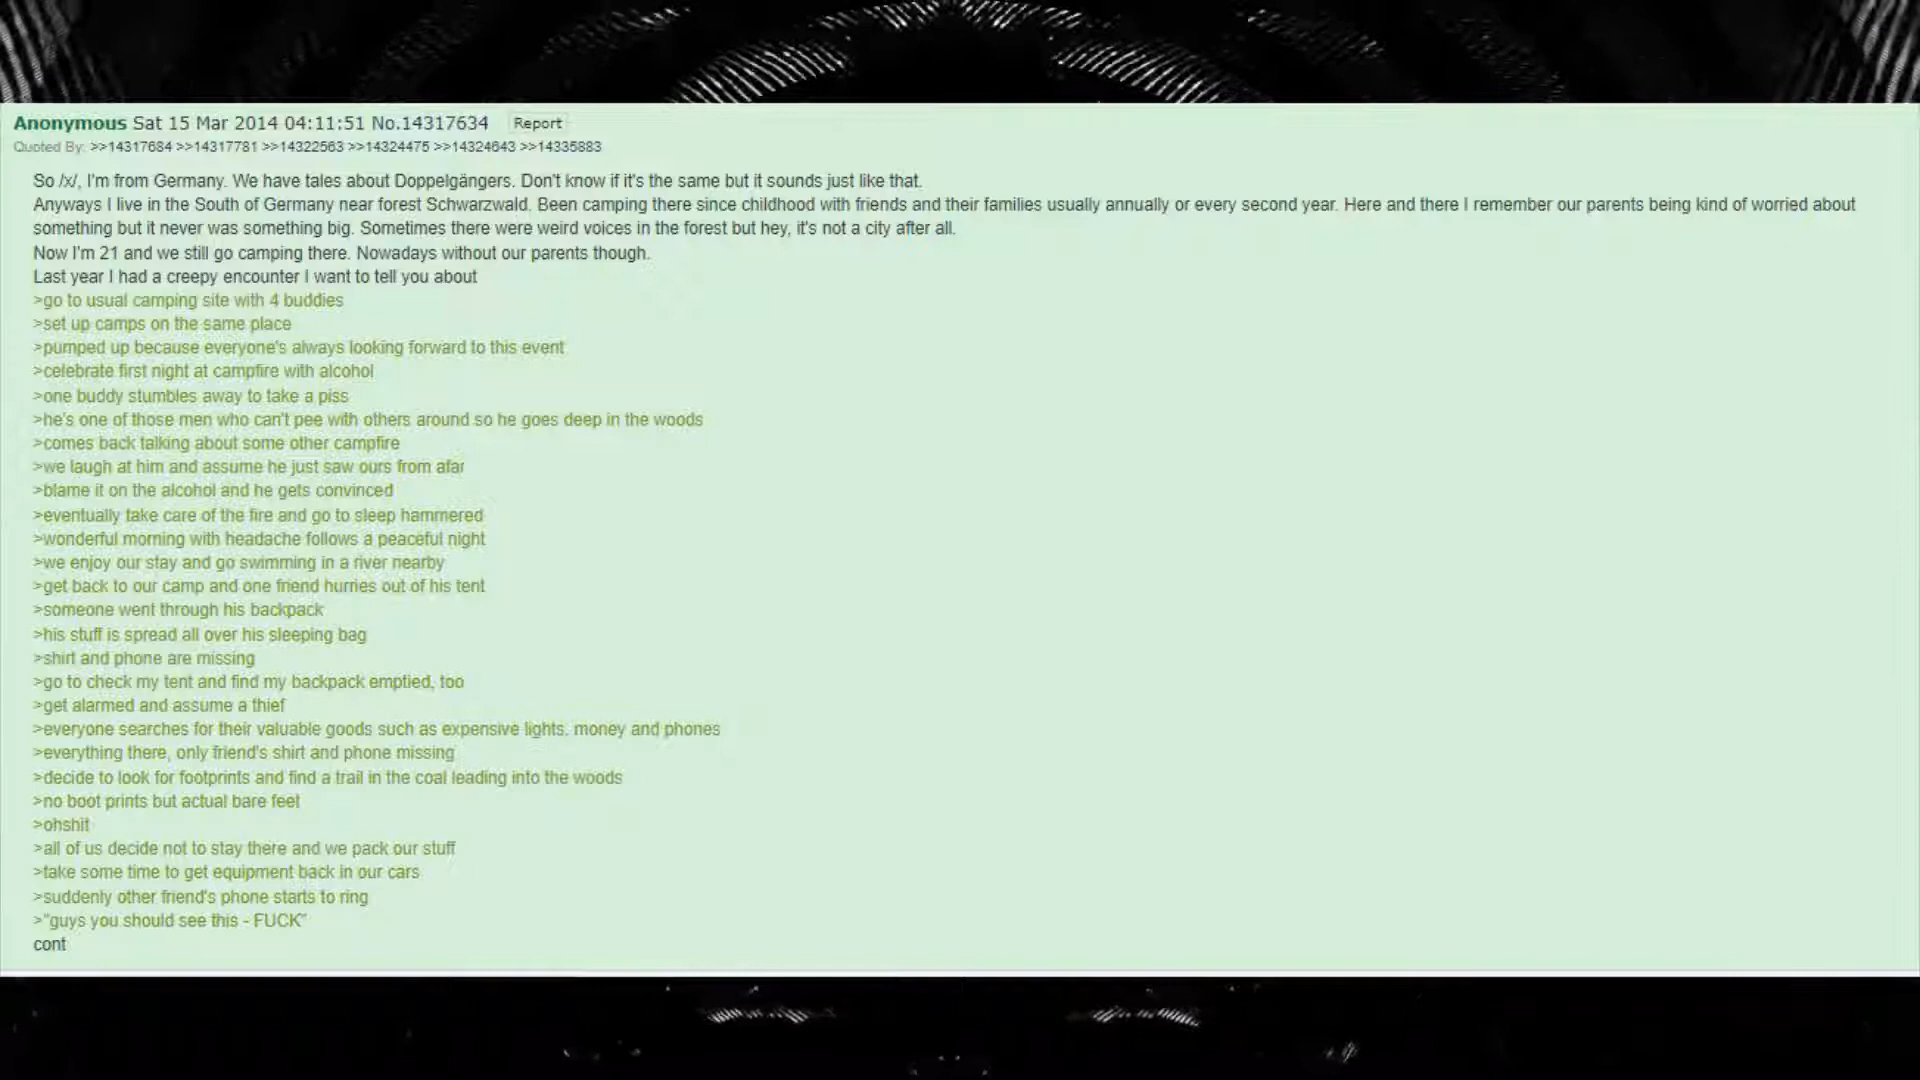 Anonymous Sat 15 Mar 2014 04:11:51 No.14317634 Report
Quoted By: >>14317684 >>14317781 >>14322563 >>14324475 >>14324643 >>14335883
So /x/, I'm from Germany. We have tales about Doppelgängers. Don't know if it's the same but it sounds just like that.
Anyways I live in the South of Germany near forest Schwarzwald. Been camping there since childhood with friends and their families usually annually or every second year. Here and there I remember our parents being kind of worried about
something but it never was something big. Sometimes there were weird voices in the forest but hey, it's not a city after all.
Now I'm 21 and we still go camping there. Nowadays without our parents though.
Last year I had a creepy encounter I want to tell you about
>go to usual camping site with 4 buddies
>set up camps on the same place
>pumped up because everyone's always looking forward to this event
>celebrate first night at campfire with alcohol
>one buddy stumbles away to take a piss
>he's one of those men who can't pee with others around so he goes deep in the woods
>comes back talking about some other campfire
>we laugh at him and assume he just saw ours from afar
>blame it on the alcohol and he gets convinced
>eventually take care of the fire and go to sleep hammered
>wonderful morning with headache follows a peaceful night
>we enjoy our stay and go swimming in a river nearby
>get back to our camp and one friend hurries out of his tent
>someone went through his backpack
>his stuff is spread all over his sleeping bag
>shirt and phone are missing
>go to check my tent and find my backpack emptied, too
>get alarmed and assume a thief
>everyone searches for their valuable goods such as expensive lights, money and phones
>everything there, only friend's shirt and phone missing
>decide to look for footprints and find a trail in the coal leading into the woods
>no boot prints but actual bare feet
>ohshit
>all of us decide not to stay there and we pack our stuff
>take some time to get equipment back in our cars
>suddenly other friend's phone starts to ring
>"guys you should see this - FUCK"
cont